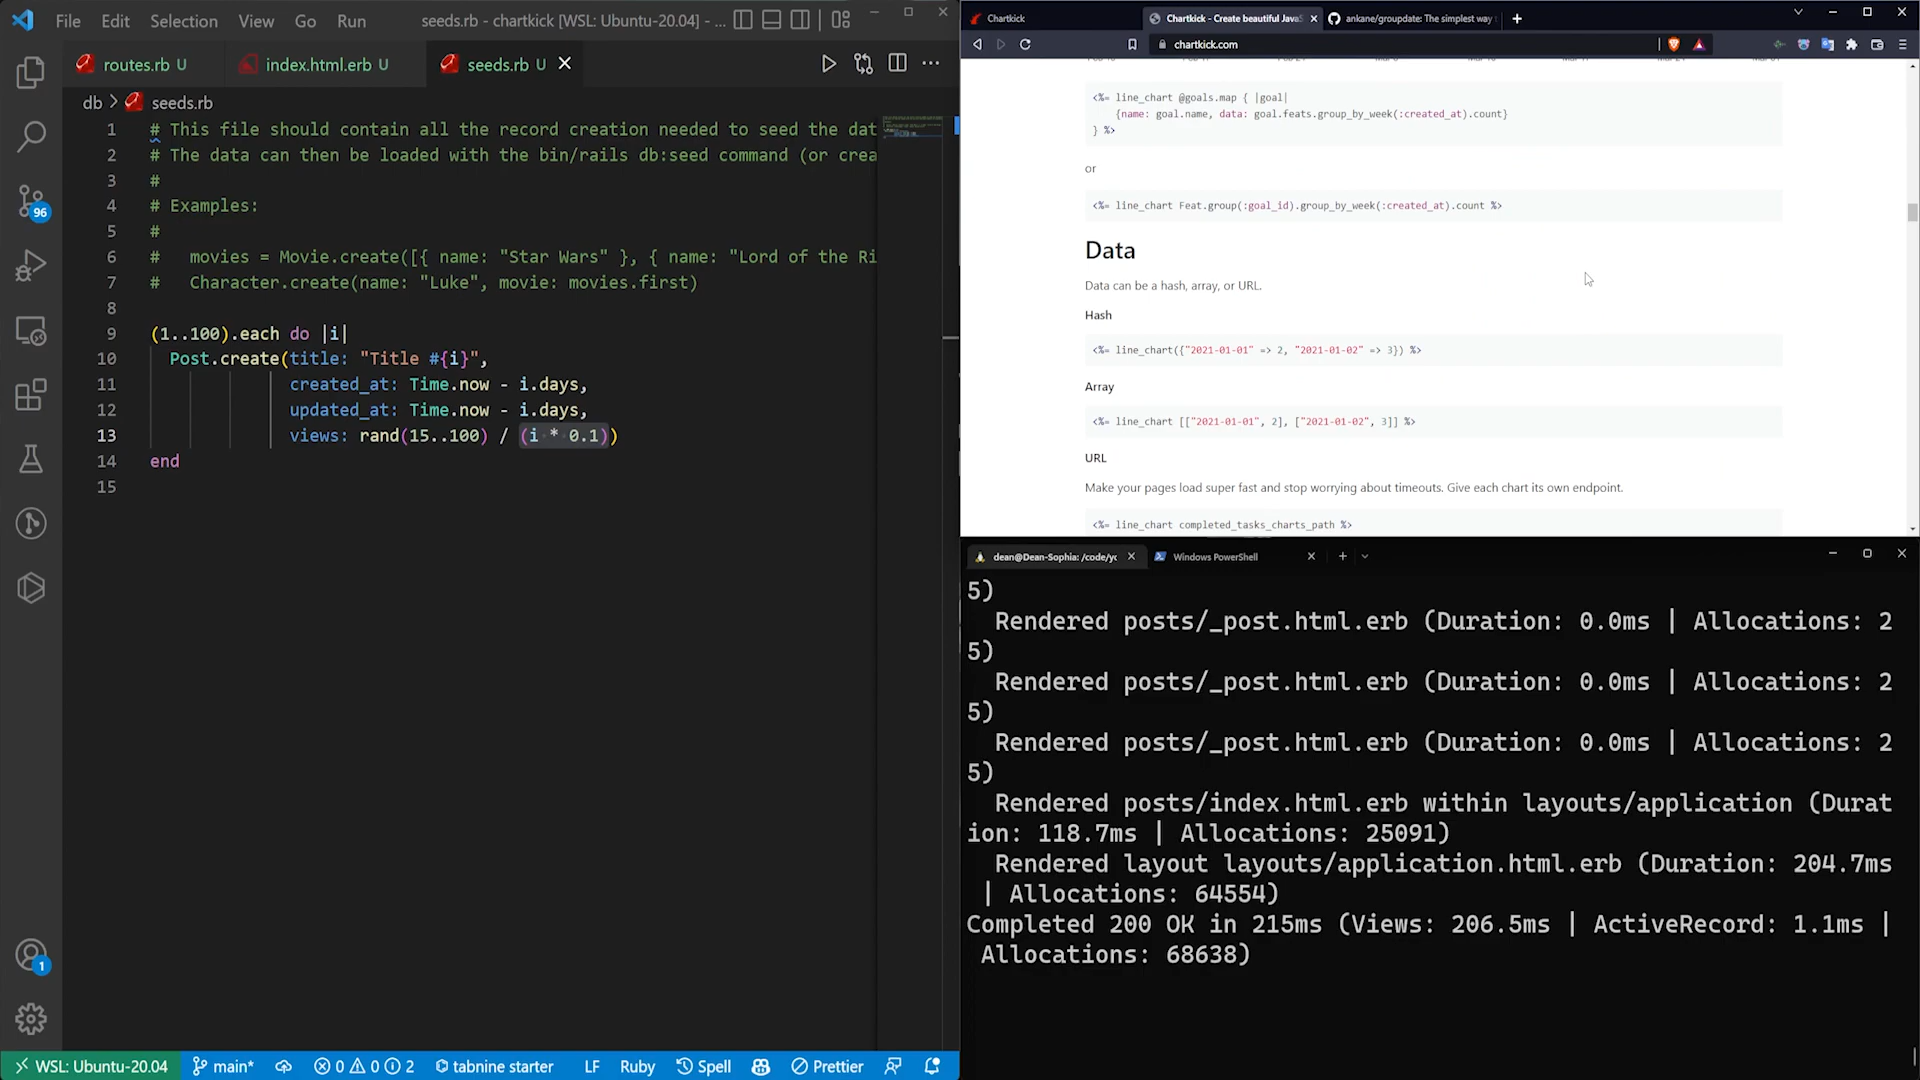 File Edit Selection View Go Run
seeds.rb - chartkick [WSL: Ubuntu-20.04] - ...
routes.rb U
index.html.erb U
seeds.rb U
db > seeds.rb
1 # This file should contain all the record creation needed to seed the dat
2 # The data can then be loaded with the bin/rails db:seed command (or crea
3 #
4 # Examples:
5 #
6 #   movies = Movie.create([{ name: "Star Wars" }, { name: "Lord of the Ri
7 #   Character.create(name: "Luke", movie: movies.first)
8
9 (1..100).each do |i|
10   Post.create(title: "Title #{i}",
11               created_at: Time.now - i.days,
12               updated_at: Time.now - i.days,
13               views: rand(15..100) / (i * 0.1))
14 end
15
96
1
WSL: Ubuntu-20.04 main* 0 0 2 tabnine starter LF Ruby Spell Prettier
Chartkick
Chartkick - Create beautiful JavaS
ankane/groupdate: The simplest way
chartkick.com
<%= line_chart @goals.map { |goal|
{name: goal.name, data: goal.feats.group_by_week(:created_at).count}
} %>
or
<%= line_chart Feat.group(:goal_id).group_by_week(:created_at).count %>
Data
Data can be a hash, array, or URL.
Hash
<%= line_chart({"2021-01-01" => 2, "2021-01-02" => 3}) %>
Array
<%= line_chart [["2021-01-01", 2], ["2021-01-02", 3]] %>
URL
Make your pages load super fast and stop worrying about timeouts. Give each chart its own endpoint.
<%= line_chart completed_tasks_charts_path %>
dean@Dean-Sophia: /code/yc
Windows PowerShell
5)
Rendered posts/_post.html.erb (Duration: 0.0ms | Allocations: 2
5)
Rendered posts/_post.html.erb (Duration: 0.0ms | Allocations: 2
5)
Rendered posts/_post.html.erb (Duration: 0.0ms | Allocations: 2
5)
Rendered posts/index.html.erb within layouts/application (Durat
ion: 118.7ms | Allocations: 25091)
Rendered layout layouts/application.html.erb (Duration: 204.7ms
| Allocations: 64554)
Completed 200 OK in 215ms (Views: 206.5ms | ActiveRecord: 1.1ms |
Allocations: 68638)